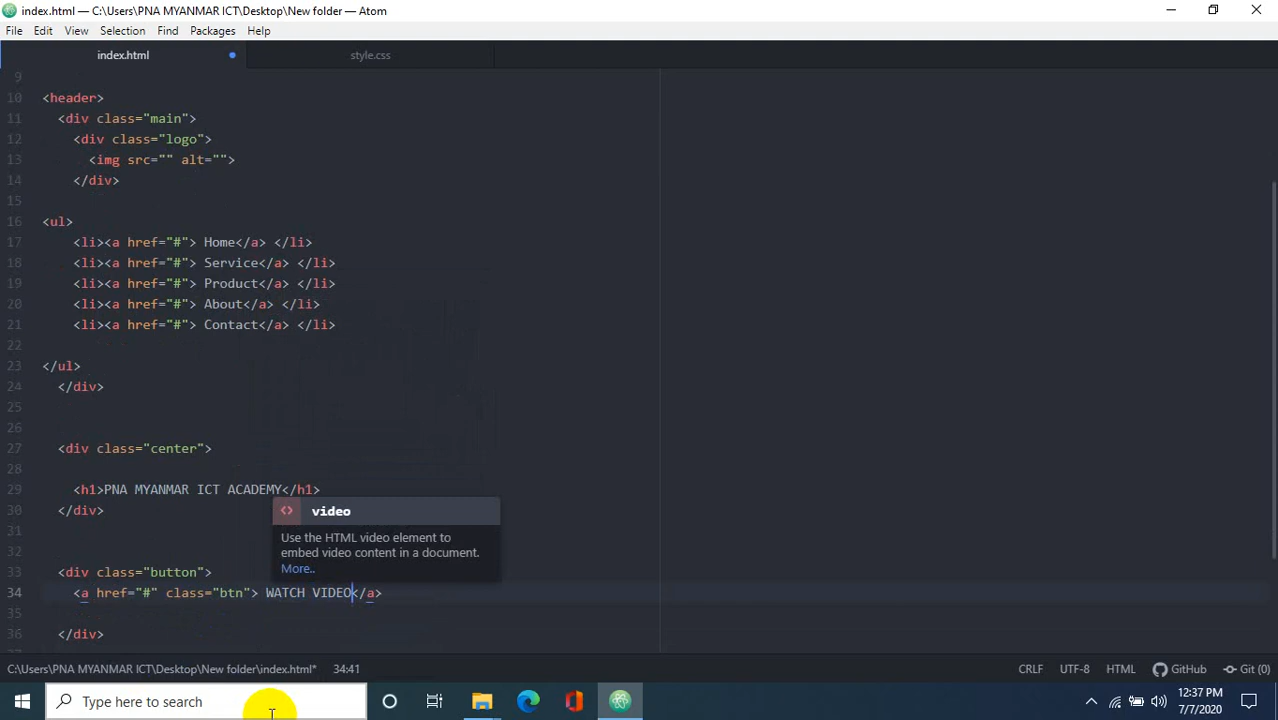 index.html — C:\Users\PNA MYANMAR ICT\Desktop\New folder — Atom
File Edit View Selection Find Packages Help
index.html style.css
9
10 <header>
11 <div class="main">
12 <div class="logo">
13 <img src="" alt="">
14 </div>
15
16 <ul>
17 <li><a href="#"> Home</a> </li>
18 <li><a href="#"> Service</a> </li>
19 <li><a href="#"> Product</a> </li>
20 <li><a href="#"> About</a> </li>
21 <li><a href="#"> Contact</a> </li>
22
23 </ul>
24 </div>
25
26
27 <div class="center">
28
29 <h1>PNA MYANMAR ICT ACADEMY</h1>
30 </div>
31
32
33 <div class="button">
34 <a href="#" class="btn"> WATCH VIDEO</a>
35
36 </div>
<> video
Use the HTML video element to
embed video content in a document.
More..
C:\Users\PNA MYANMAR ICT\Desktop\New folder\index.html* 34:41 CRLF UTF-8 HTML GitHub Git (0)
Type here to search
12:37 PM
7/7/2020